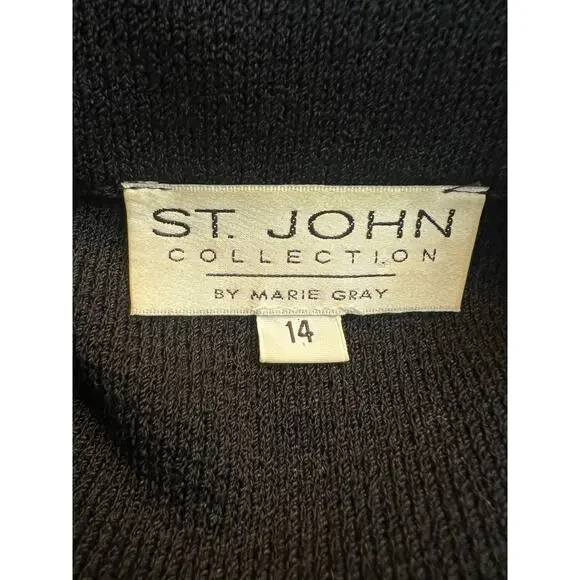 ST. JOHN
COLLECTION
BY MARIE GRAY
14